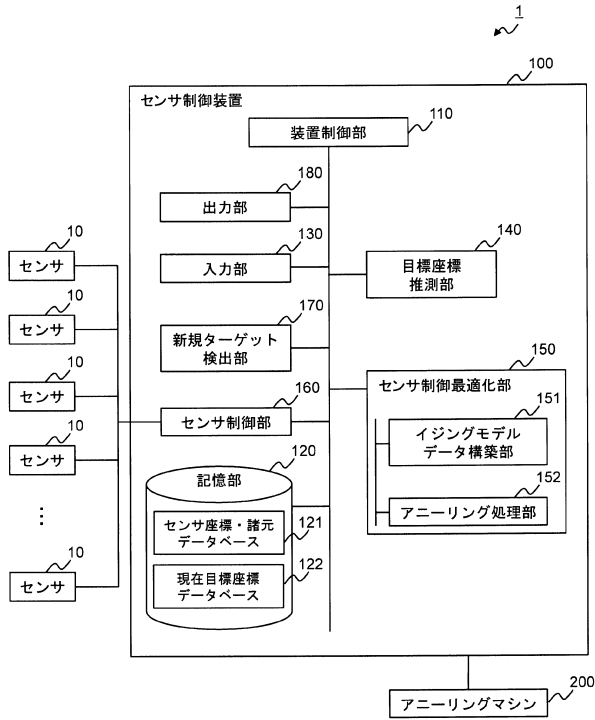 1
100
センサ制御装置
110
装置制御部
180
出力部
10
センサ
130
入力部
140
目標座標
推測部
10
センサ
170
新規ターゲット
検出部
10
センサ
150
センサ制御最適化部
160
センサ制御部
151
イジングモデル
データ構築部
10
センサ
120
記憶部
152
アニーリング処理部
センサ座標・諸元
データベース
121
現在目標座標
データベース
122
10
センサ
200
アニーリングマシン